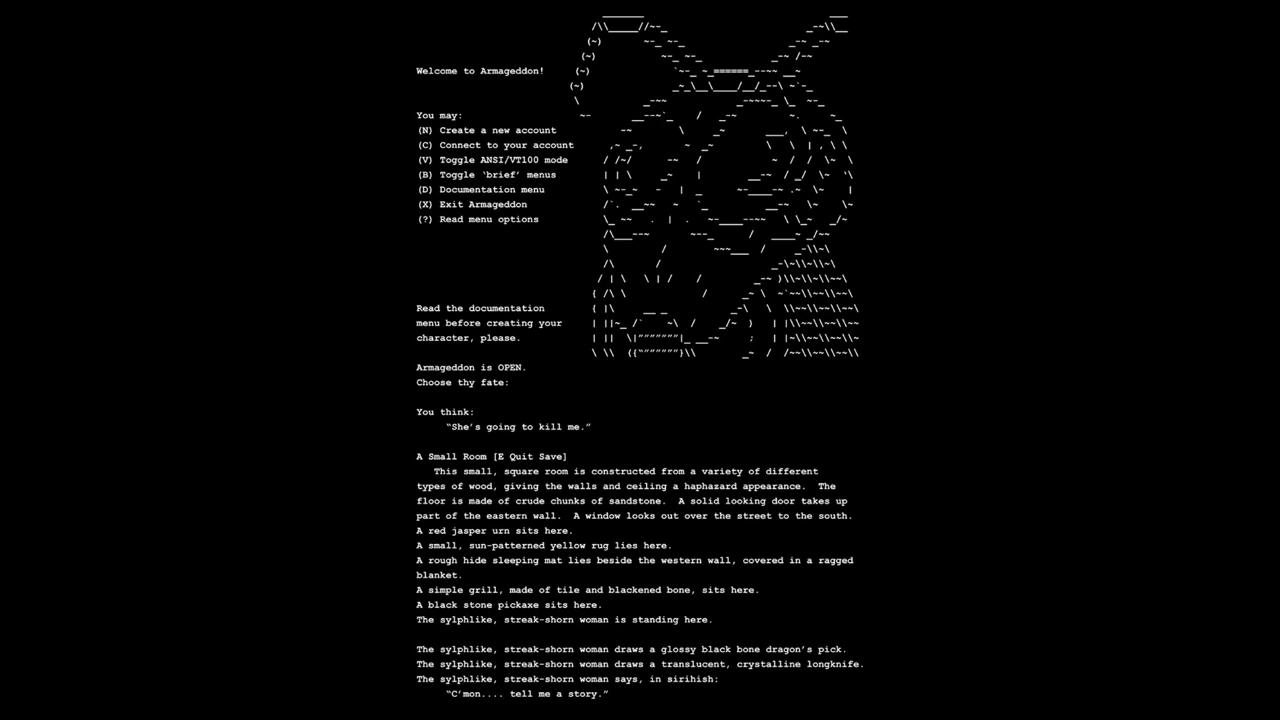 Welcome to Armageddon!
You may:
(N) Create a new account
(C) Connect to your account
(V) Toggle ANSI/VT100 mode
(B) Toggle ‘brief’ menus
(D) Documentation menu
(X) Exit Armageddon
(?) Read menu options
Read the documentation
menu before creating your
character, please.
Armageddon is OPEN.
Choose thy fate:
You think:
“She’s going to kill me.”
A Small Room [E Quit Save]
This small, square room is constructed from a variety of different
types of wood, giving the walls and ceiling a haphazard appearance. The
floor is made of crude chunks of sandstone. A solid looking door takes up
part of the eastern wall. A window looks out over the street to the south.
A red jasper urn sits here.
A small, sun-patterned yellow rug lies here.
A rough hide sleeping mat lies beside the western wall, covered in a ragged
blanket.
A simple grill, made of tile and blackened bone, sits here.
A black stone pickaxe sits here.
The sylphlike, streak-shorn woman is standing here.
The sylphlike, streak-shorn woman draws a glossy black bone dragon’s pick.
The sylphlike, streak-shorn woman draws a translucent, crystalline longknife.
The sylphlike, streak-shorn woman says, in sirihish:
“C’mon.... tell me a story.”